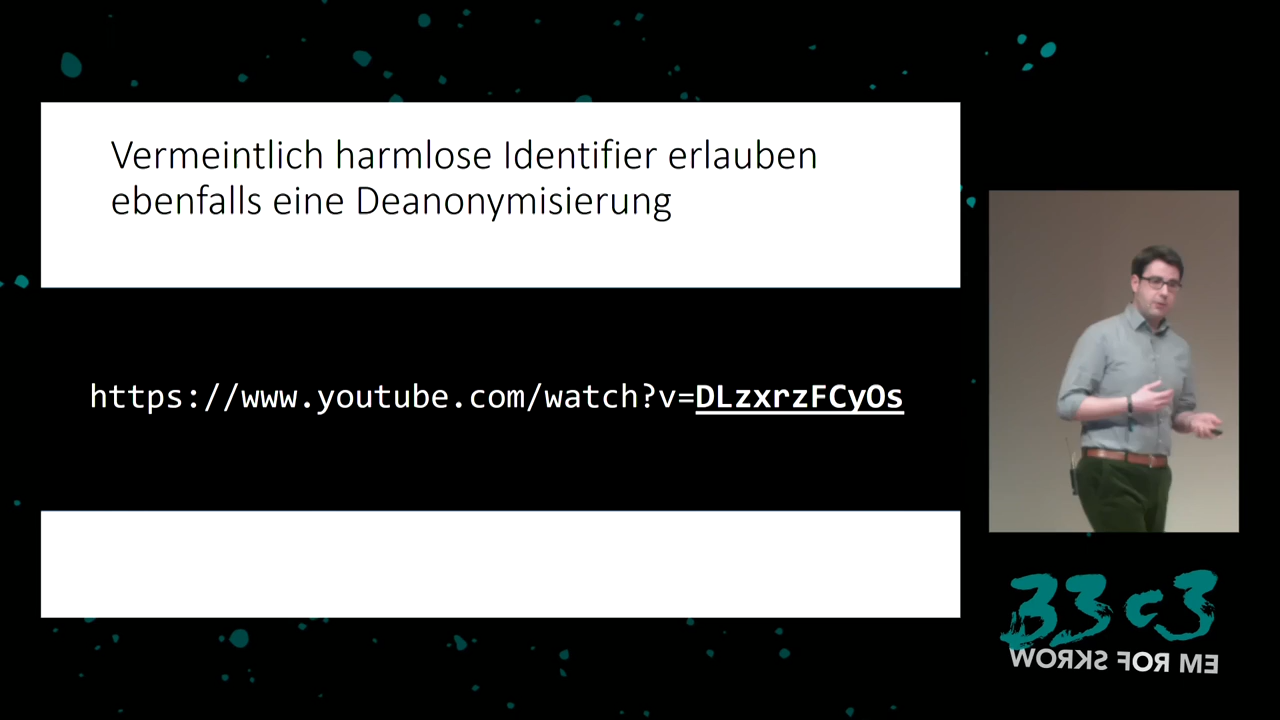 Vermeintlich harmlose Identifier erlauben
ebenfalls eine Deanonymisierung
https://www.youtube.com/watch?v=DLzxrzFCyOs
33c3
WORKS FOR ME